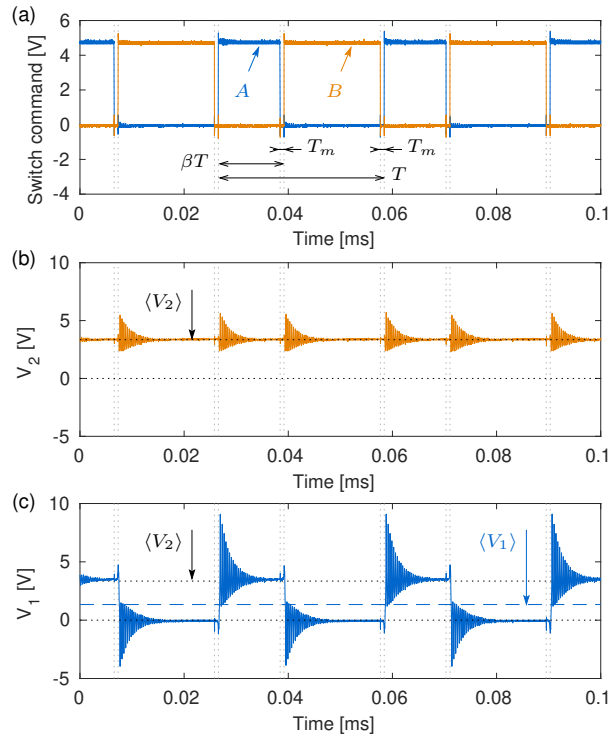 (a)
6
4
2
0
-2
-4
Switch command [V]
A
B
T_m
T_m
βT
T
0
0.02
0.04
0.06
0.08
0.1
Time [ms]
(b)
10
5
0
-5
V_2 [V]
⟨V_2⟩
0
0.02
0.04
0.06
0.08
0.1
Time [ms]
(c)
10
5
0
-5
V_1 [V]
⟨V_2⟩
⟨V_1⟩
0
0.02
0.04
0.06
0.08
0.1
Time [ms]